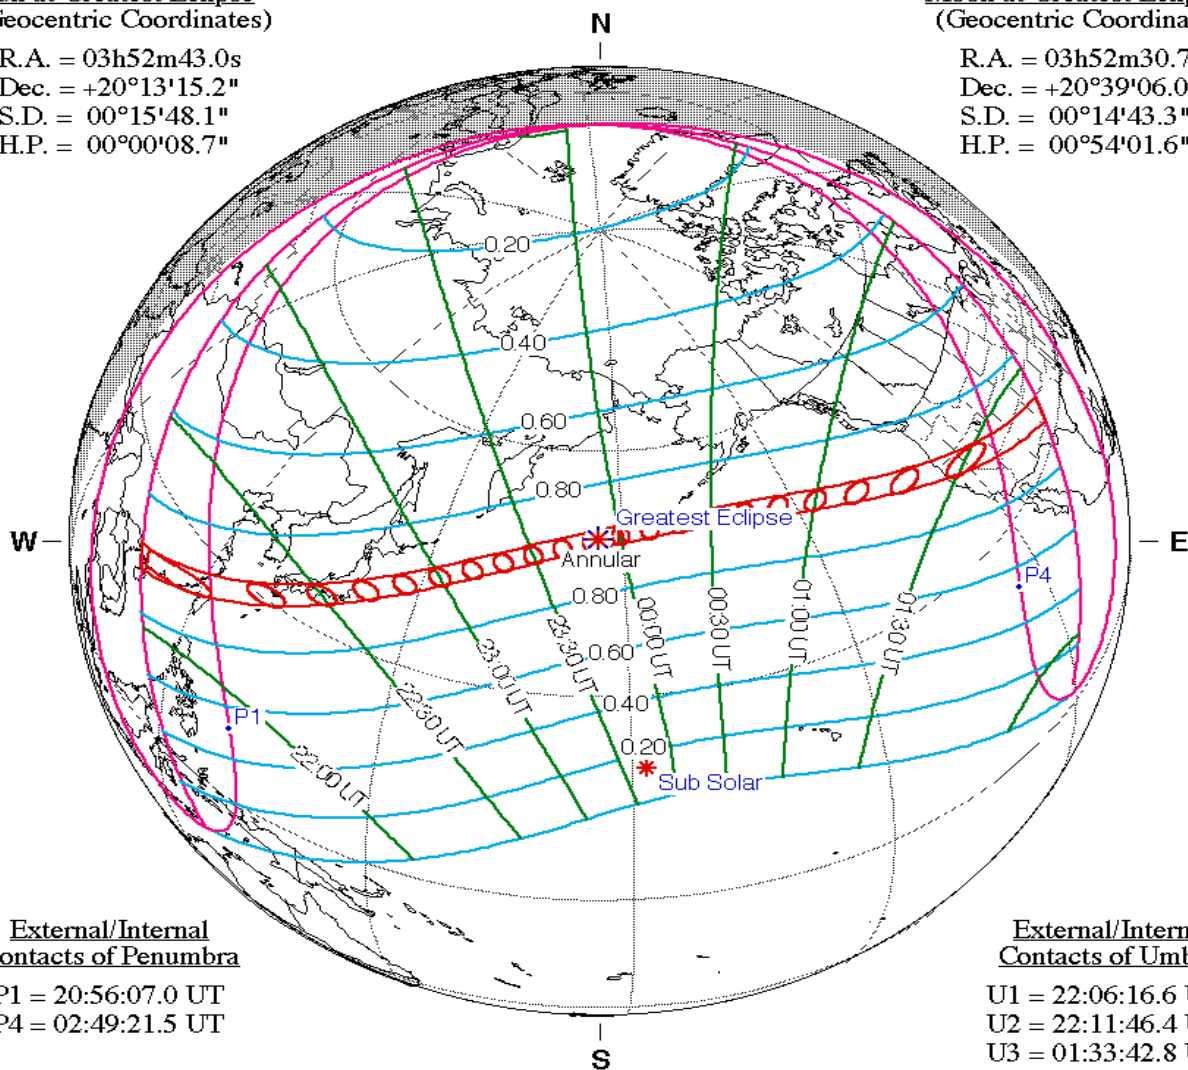 (Geocentric Coordinates)
R.A. = 03h52m43.0s
Dec. = +20°13'15.2"
S.D. = 00°15'48.1"
H.P. = 00°00'08.7"
N
(Geocentric Coordina
R.A. = 03h52m30.7
Dec. = +20°39'06.0
S.D. = 00°14'43.3"
H.P. = 00°54'01.6"
0.20
0.40
0.60
0.80
Greatest Eclipse
Annular
W
E
P4
0.80
0.60
0.40
0.20
22:00 UT
22:30 UT
23:00 UT
23:30 UT
00:00 UT
00:30 UT
01:00 UT
01:30 UT
P1
Sub Solar
External/Internal
Contacts of Penumbra
P1 = 20:56:07.0 UT
P4 = 02:49:21.5 UT
S
External/Intern
Contacts of Umb
U1 = 22:06:16.6
U2 = 22:11:46.4
U3 = 01:33:42.8